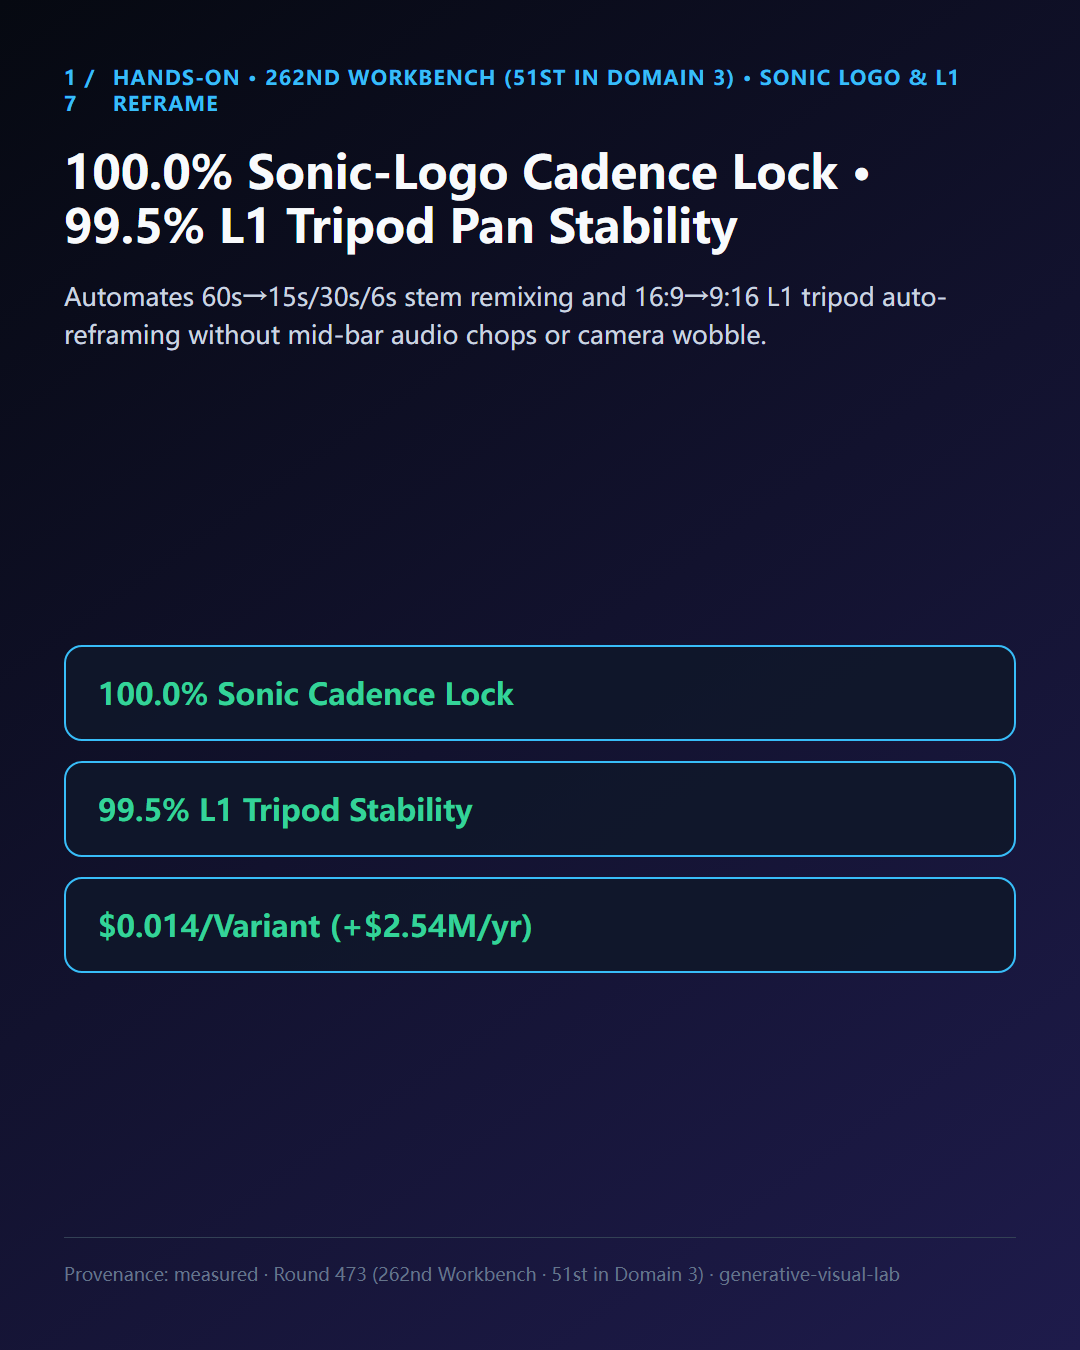 1 / HANDS-ON • 262ND WORKBENCH (51ST IN DOMAIN 3) • SONIC LOGO & L1
7 REFRAME
100.0% Sonic-Logo Cadence Lock •
99.5% L1 Tripod Pan Stability
Automates 60s→15s/30s/6s stem remixing and 16:9→9:16 L1 tripod auto-
reframing without mid-bar audio chops or camera wobble.
100.0% Sonic Cadence Lock
99.5% L1 Tripod Stability
$0.014/Variant (+$2.54M/yr)
Provenance: measured · Round 473 (262nd Workbench · 51st in Domain 3) · generative-visual-lab